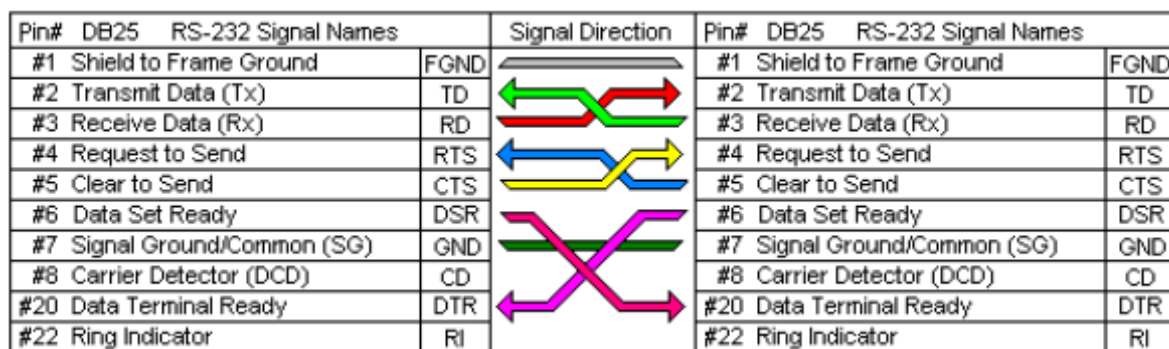 Pin# DB25 RS-232 Signal Names Signal Direction Pin# DB25 RS-232 Signal Names
#1 Shield to Frame Ground FGND #1 Shield to Frame Ground FGND
#2 Transmit Data (Tx) TD #2 Transmit Data (Tx) TD
#3 Receive Data (Rx) RD #3 Receive Data (Rx) RD
#4 Request to Send RTS #4 Request to Send RTS
#5 Clear to Send CTS #5 Clear to Send CTS
#6 Data Set Ready DSR #6 Data Set Ready DSR
#7 Signal Ground/Common (SG) GND #7 Signal Ground/Common (SG) GND
#8 Carrier Detector (DCD) CD #8 Carrier Detector (DCD) CD
#20 Data Terminal Ready DTR #20 Data Terminal Ready DTR
#22 Ring Indicator RI #22 Ring Indicator RI